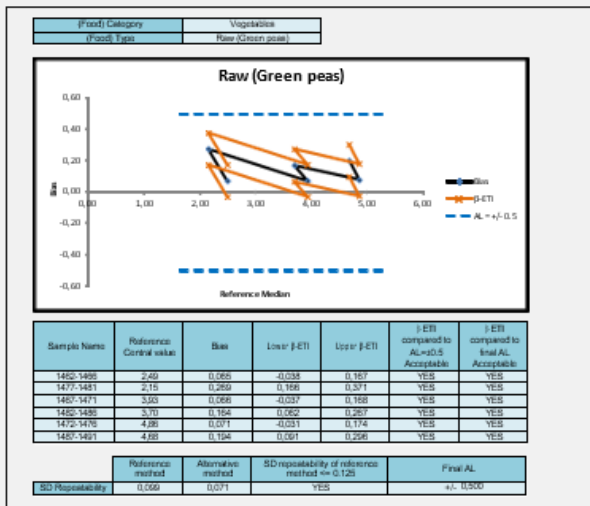 (Food) Category Vegetables
(Food) Type Raw (Green peas)
Raw (Green peas)
0,60
0,40
0,20
0,00
-0,20
-0,40
-0,60
0,00 1,00 2,00 3,00 4,00 5,00 6,00
Bias
Reference Median
Bias
β-ETI
AL = +/- 0.5
Sample Name Reference Central value Bias Lower β-ETI Upper β-ETI β-ETI compared to AL=±0.5 Acceptable β-ETI compared to final AL Acceptable
1462-1466 2,49 0,065 -0,038 0,167 YES YES
1477-1481 2,15 0,269 0,166 0,371 YES YES
1467-1471 3,93 0,066 -0,037 0,168 YES YES
1482-1486 3,70 0,164 0,062 0,267 YES YES
1472-1476 4,86 0,071 -0,031 0,174 YES YES
1487-1491 4,68 0,194 0,091 0,296 YES YES
Reference method Alternative method SD repeatability of reference method <= 0.125 Final AL
SD Repeatability 0,099 0,071 YES +/- 0,500